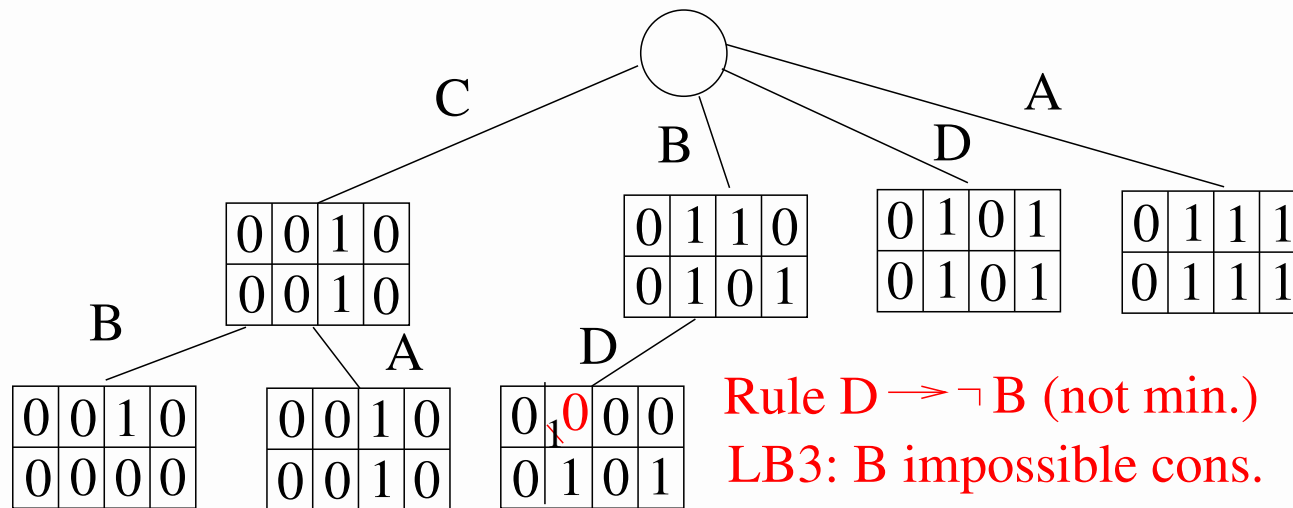 C
A
B
D
0 0 1 0
0 0 1 0
0 1 1 0
0 1 0 1
0 1 0 1
0 1 0 1
0 1 1 1
0 1 1 1
B
A
D
0 0 1 0
0 0 0 0
0 0 1 0
0 0 1 0
0 1 0 0 0
0 1 0 1
Rule D → ¬ B (not min.)
LB3: B impossible cons.